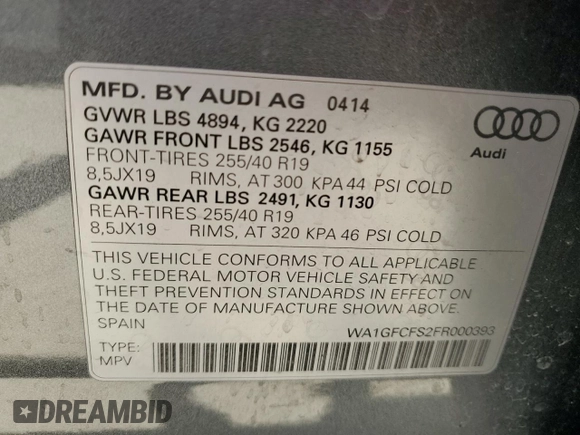 MFD. BY AUDI AG 0414
GVWR LBS 4894, KG 2220
GAWR FRONT LBS 2546, KG 1155
FRONT-TIRES 255/40 R19
8,5JX19 RIMS, AT 300 KPA 44 PSI COLD
GAWR REAR LBS 2491, KG 1130
REAR-TIRES 255/40 R19
8,5JX19 RIMS, AT 320 KPA 46 PSI COLD
Audi
THIS VEHICLE CONFORMS TO ALL APPLICABLE
U.S. FEDERAL MOTOR VEHICLE SAFETY AND
THEFT PREVENTION STANDARDS IN EFFECT ON
THE DATE OF MANUFACTURE SHOWN ABOVE.
SPAIN
WA1GFCFS2FR000393
TYPE:
MPV
DREAMBID